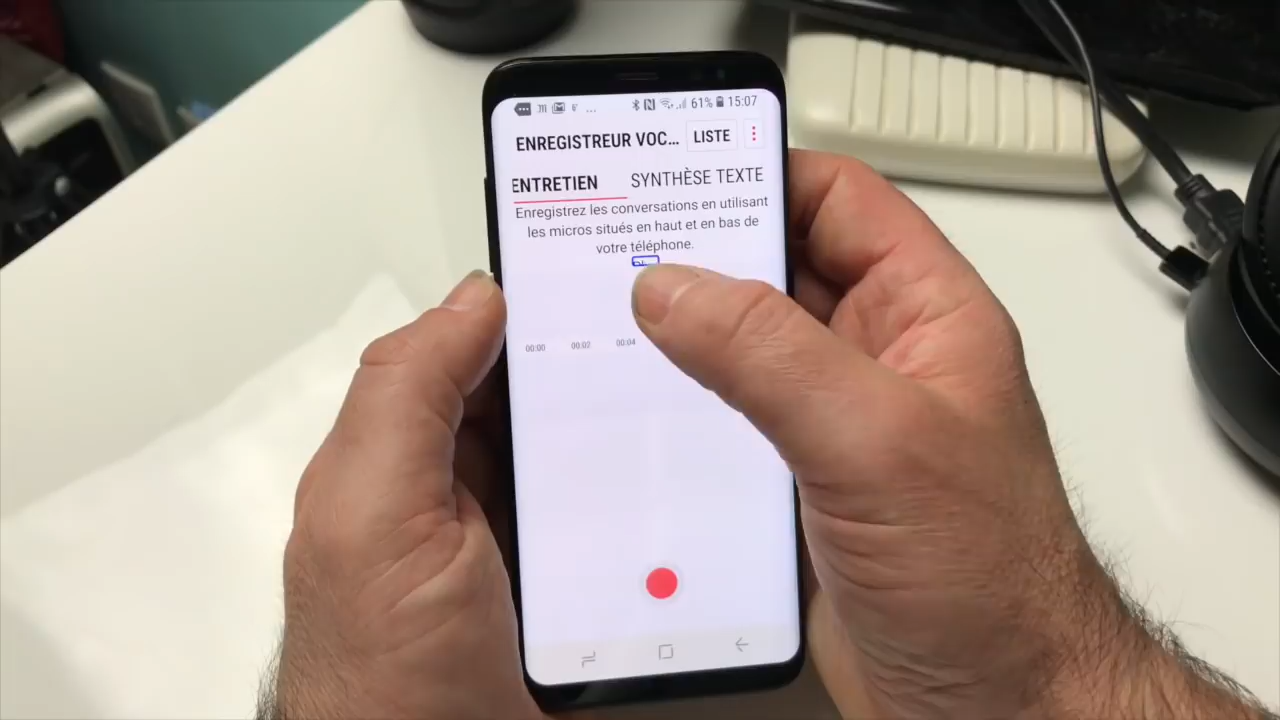 61% 15:07
ENREGISTREUR VOC... LISTE
ENTRETIEN SYNTHÈSE TEXTE
Enregistrez les conversations en utilisant
les micros situés en haut et en bas de
votre téléphone.
00:00 00:02 00:04